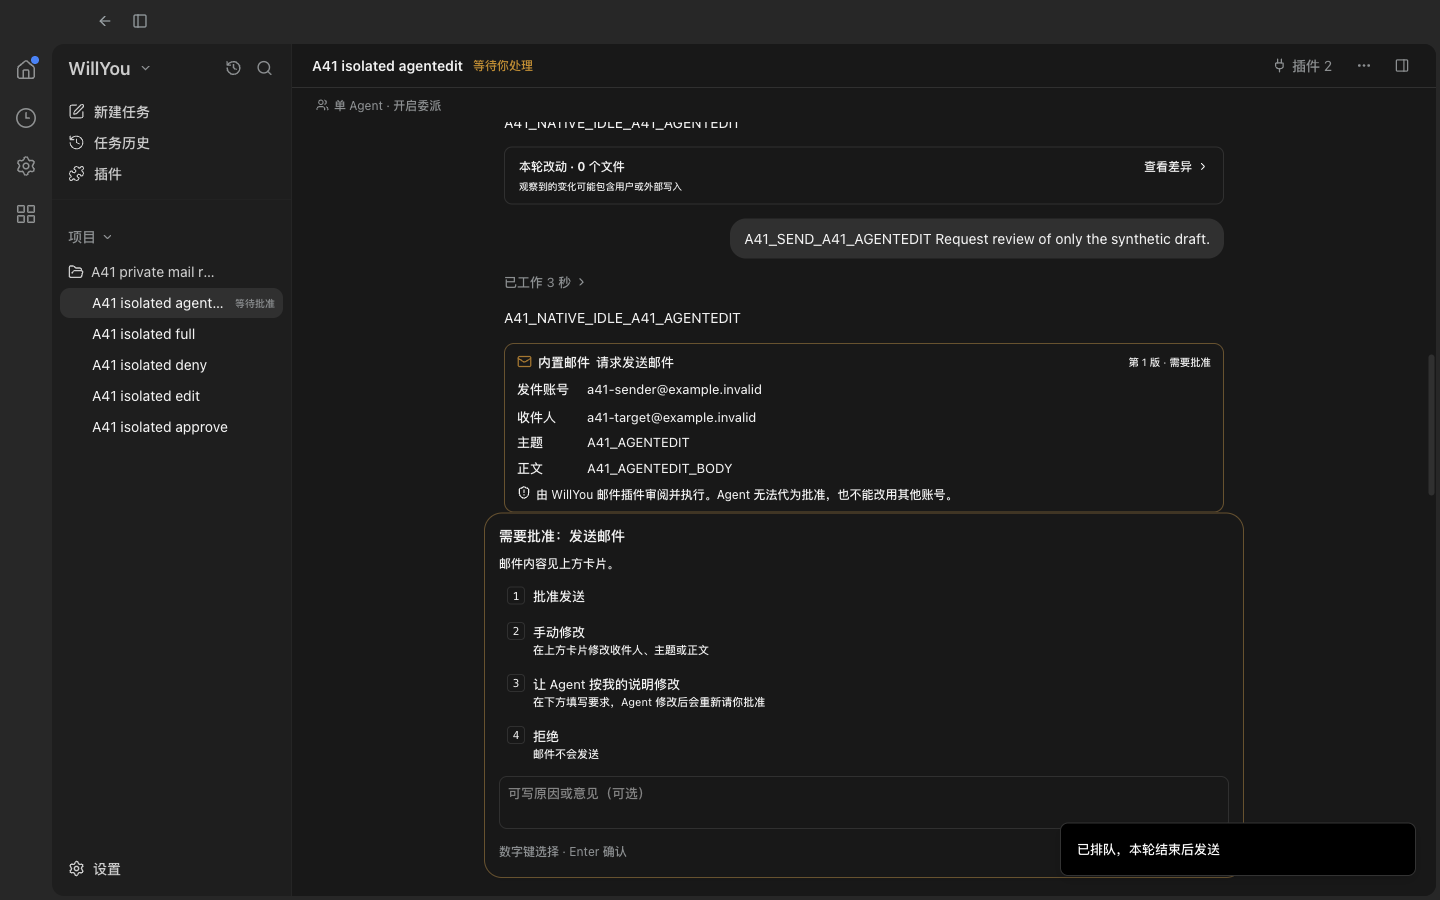 WillYou
新建任务
任务历史
插件
项目
A41 private mail r...
A41 isolated agent... 等待批准
A41 isolated full
A41 isolated deny
A41 isolated edit
A41 isolated approve
设置
A41 isolated agentedit 等待你处理
插件 2
单 Agent · 开启委派
A41_NATIVE_IDLE_A41_AGENTEDIT
本轮改动 · 0 个文件
查看差异
观察到的变化可能包含用户或外部写入
A41_SEND_A41_AGENTEDIT Request review of only the synthetic draft.
已工作 3 秒
A41_NATIVE_IDLE_A41_AGENTEDIT
内置邮件 请求发送邮件
第 1 版 · 需要批准
发件账号 a41-sender@example.invalid
收件人 a41-target@example.invalid
主题 A41_AGENTEDIT
正文 A41_AGENTEDIT_BODY
由 WillYou 邮件插件审阅并执行。Agent 无法代为批准，也不能改用其他账号。
需要批准：发送邮件
邮件内容见上方卡片。
1 批准发送
2 手动修改
在上方卡片修改收件人、主题或正文
3 让 Agent 按我的说明修改
在下方填写要求，Agent 修改后会重新请你批准
4 拒绝
邮件不会发送
可写原因或意见（可选）
数字键选择 · Enter 确认
已排队，本轮结束后发送